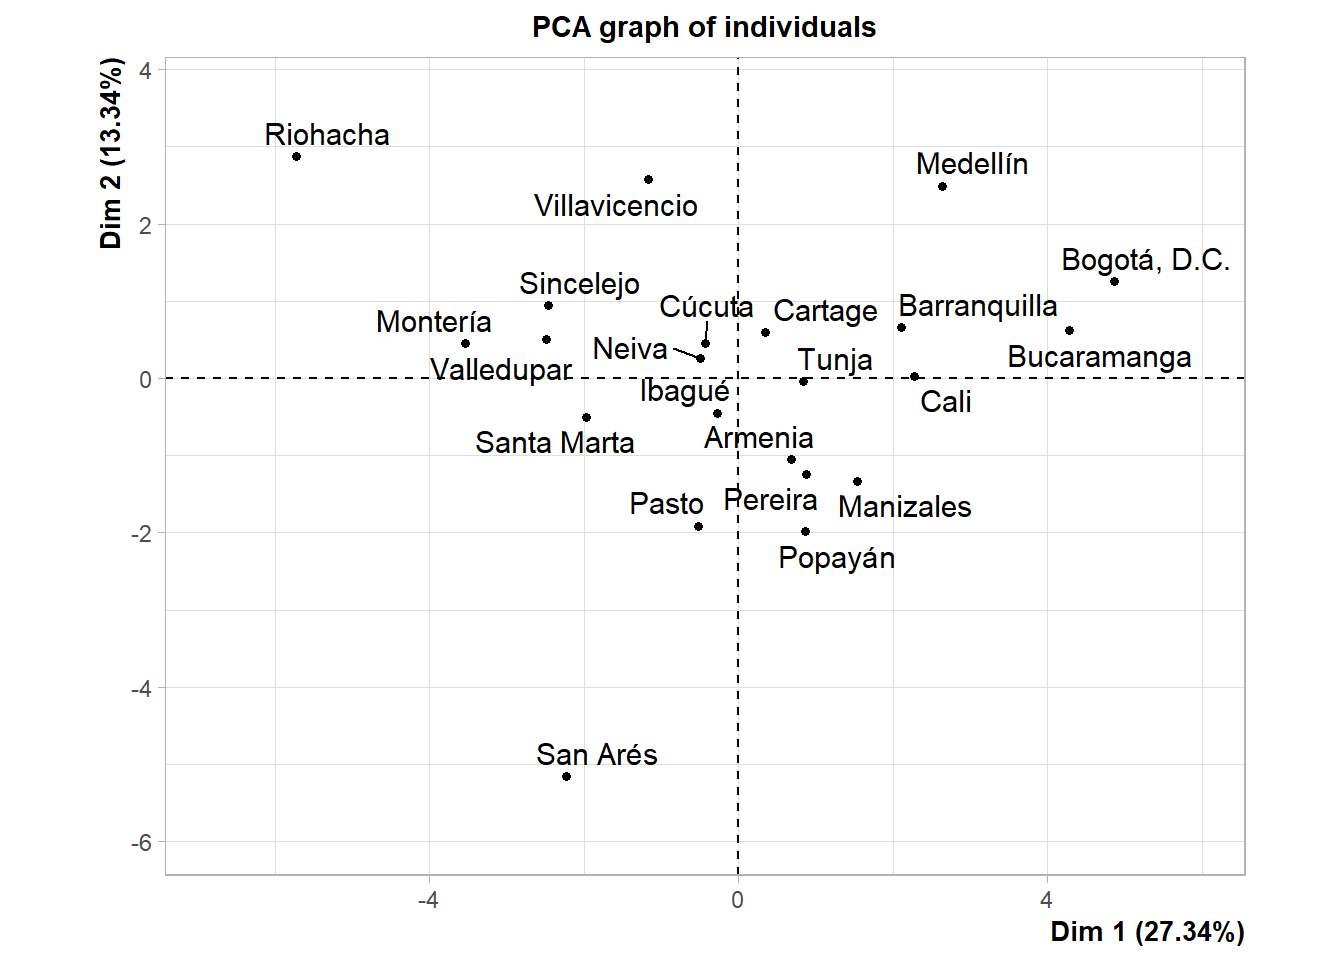 PCA graph of individuals
Dim 2 (13.34%)
4
2
0
-2
-4
-6
Riohacha
Medellín
Villavicencio
Bogotá, D.C.
Sincelejo
Cúcuta
Cartage
Barranquilla
Montería
Neiva
Tunja
Bucaramanga
Valledupar
Ibagué
Cali
Santa Marta
Armenia
Pasto
Pereira
Manizales
Popayán
San Arés
-4
0
4
Dim 1 (27.34%)